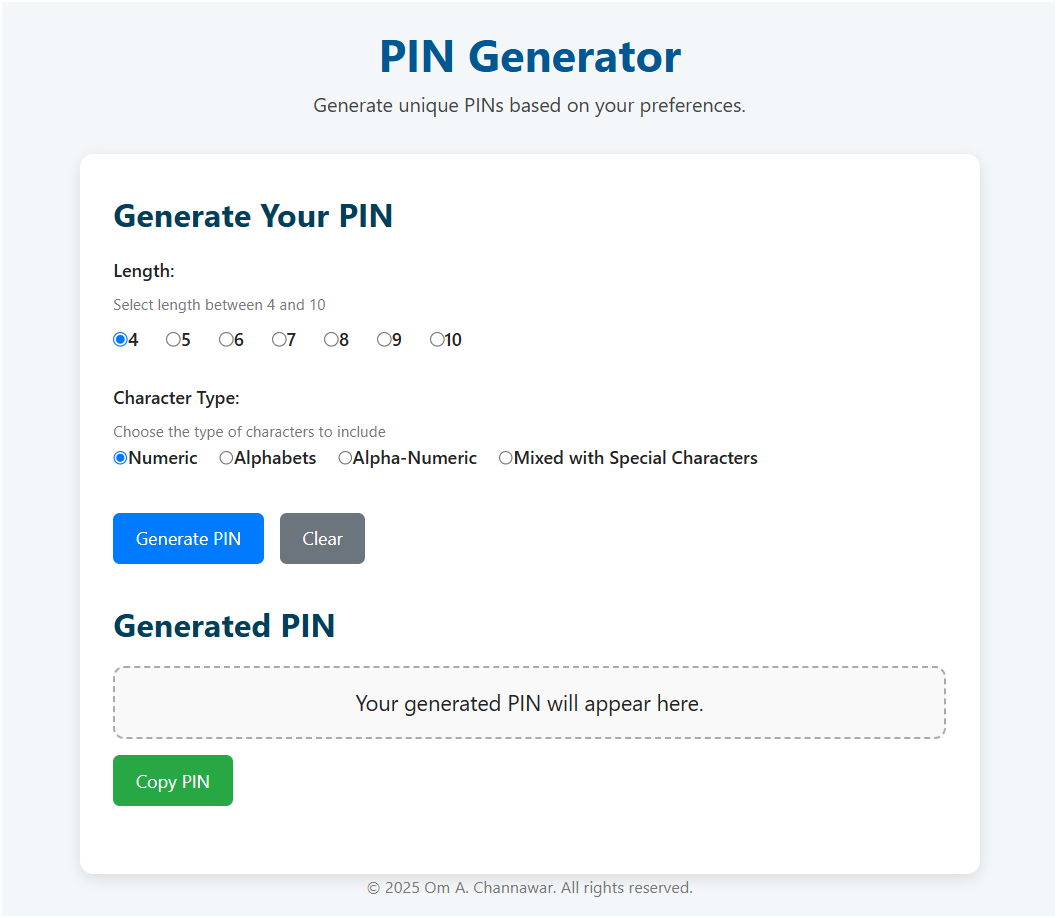 PIN Generator
Generate unique PINs based on your preferences.
Generate Your PIN
Length:
Select length between 4 and 10
4 5 6 7 8 9 10
Character Type:
Choose the type of characters to include
Numeric Alphabets Alpha-Numeric Mixed with Special Characters
Generate PIN Clear
Generated PIN
Your generated PIN will appear here.
Copy PIN
© 2025 Om A. Channawar. All rights reserved.